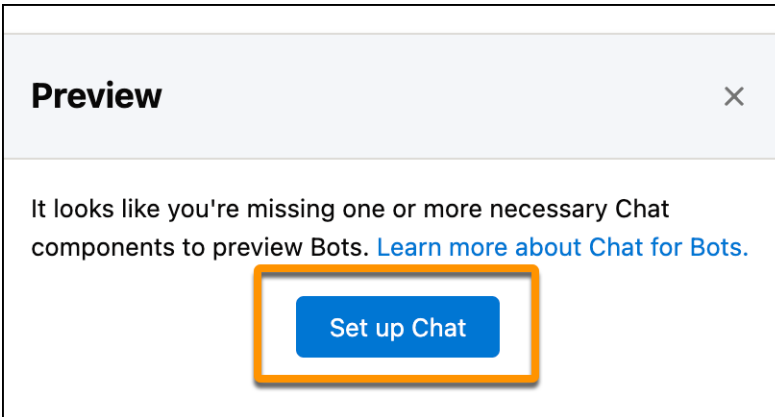 Preview
It looks like you're missing one or more necessary Chat
components to preview Bots. Learn more about Chat for Bots.
Set up Chat